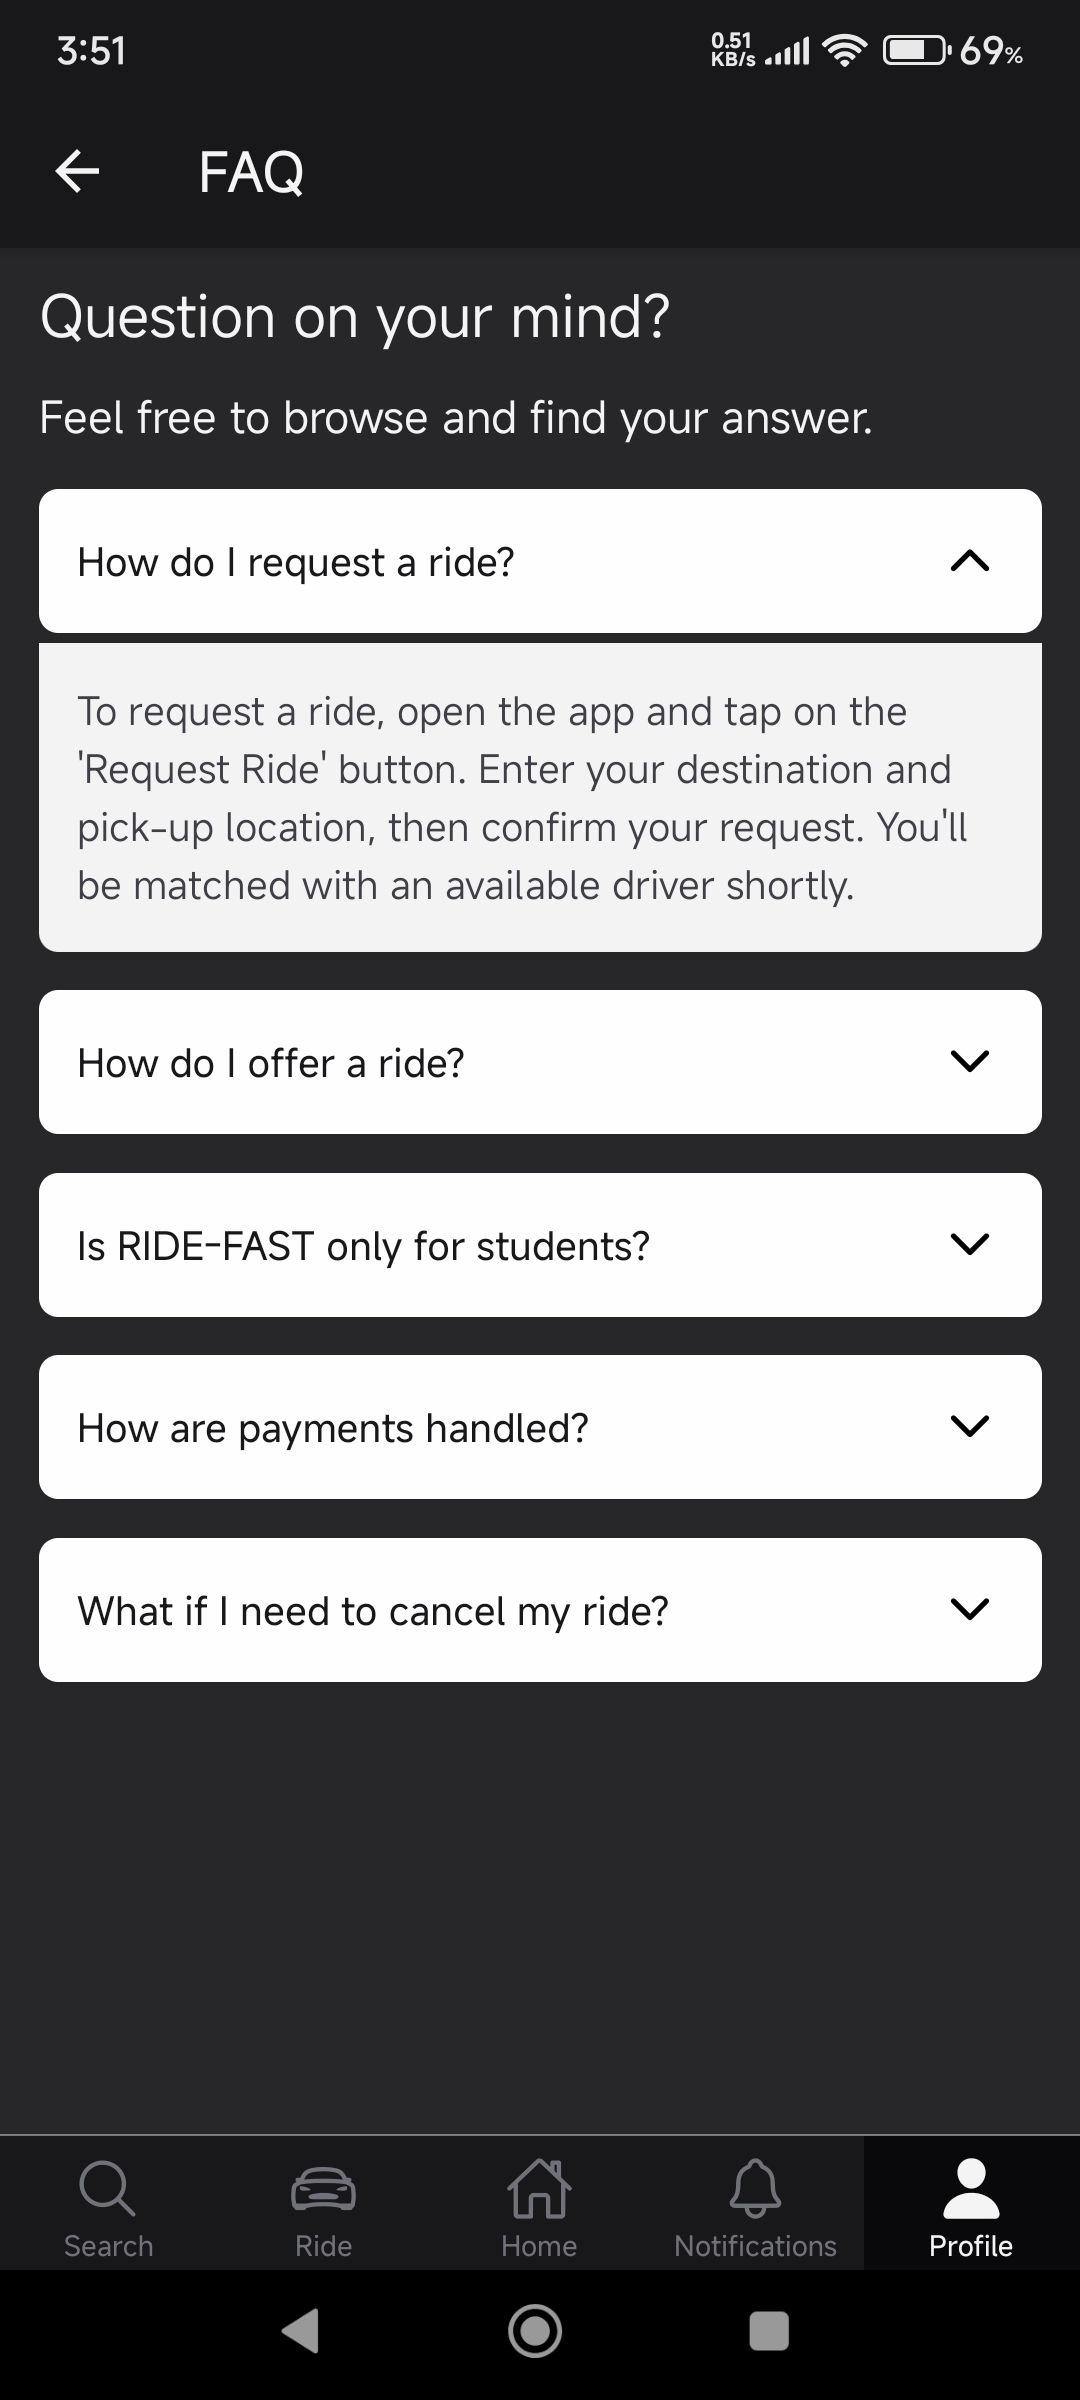 3:51
0.51
KB/s
69%
FAQ
Question on your mind?
Feel free to browse and find your answer.
How do I request a ride?
To request a ride, open the app and tap on the
'Request Ride' button. Enter your destination and
pick-up location, then confirm your request. You'll
be matched with an available driver shortly.
How do I offer a ride?
Is RIDE-FAST only for students?
How are payments handled?
What if I need to cancel my ride?
Search
Ride
Home
Notifications
Profile